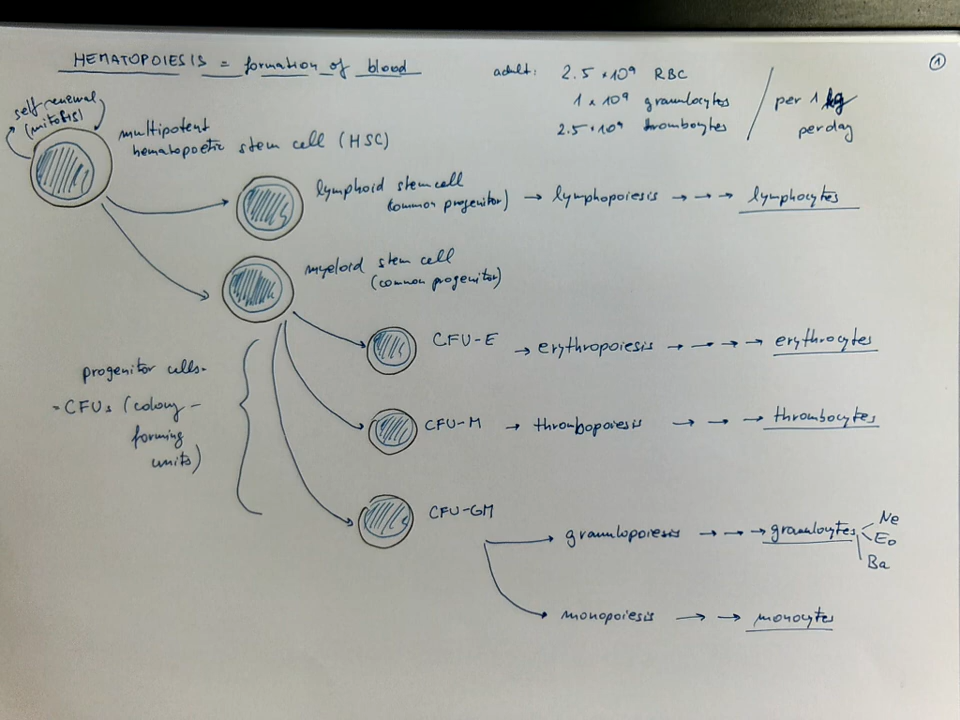 HEMATOPOIESIS = formation of blood
1
adult: 2.5 × 10⁹ RBC
1 × 10⁹ granulocytes
2.5 × 10⁹ thrombocytes
/ per 1 kg
per day
self renewal
(mitosis)
multipotent
hematopoetic stem cell (HSC)
lymphoid stem cell
(common progenitor) → lymphopoiesis → → → lymphocytes
myeloid stem cell
(common progenitor)
CFU-E → erythropoiesis → → → → erythrocytes
progenitor cells
= CFUs (colony-
forming
units)
CFU-M → thrombopoiesis → → → thrombocytes
CFU-GM
granulopoiesis → → → granulocytes
Ne
Eo
Ba
monopoiesis → → monocytes